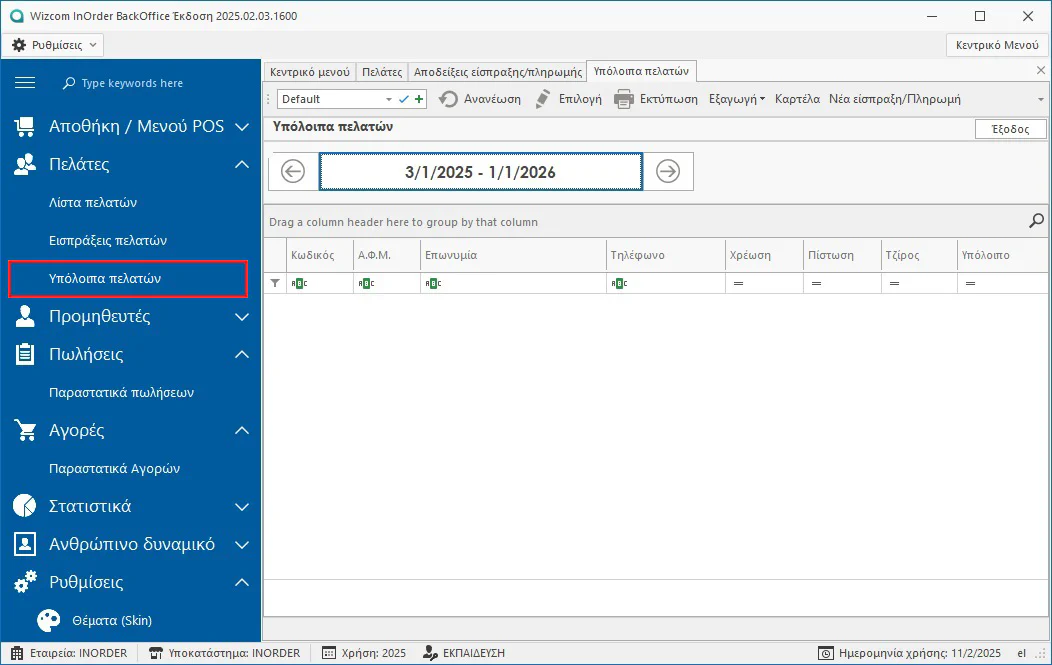 Wizcom InOrder BackOffice Έκδοση 2025.02.03.1600
Ρυθμίσεις
Κεντρικό Μενού
Type keywords here
Αποθήκη / Μενού POS
Πελάτες
Λίστα πελατών
Εισπράξεις πελατών
Υπόλοιπα πελατών
Προμηθευτές
Πωλήσεις
Παραστατικά πωλήσεων
Αγορές
Παραστατικά Αγορών
Στατιστικά
Ανθρώπινο δυναμικό
Ρυθμίσεις
Θέματα (Skin)
Κεντρικό μενού Πελάτες Αποδείξεις είσπραξης/πληρωμής Υπόλοιπα πελατών
Default Ανανέωση Επιλογή Εκτύπωση Εξαγωγή Καρτέλα Νέα είσπραξη/Πληρωμή
Υπόλοιπα πελατών
Έξοδος
3/1/2025 - 1/1/2026
Drag a column header here to group by that column
Κωδικός Α.Φ.Μ. Επωνυμία Τηλέφωνο Χρέωση Πίστωση Τζίρος Υπόλοιπο
ABC ABC ABC ABC = = = =
Εταιρεία: INORDER Υποκατάστημα: INORDER Χρήση: 2025 ΕΚΠΑΙΔΕΥΣΗ Ημερομηνία χρήσης: 11/2/2025 el